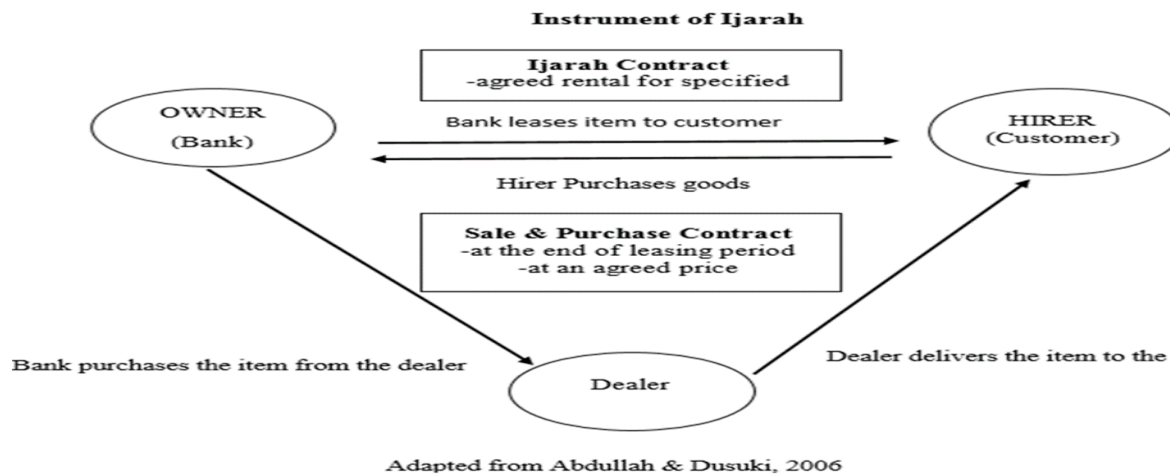 Instrument of Ijarah
Ijarah Contract
-agreed rental for specified
OWNER
(Bank)
Bank leases item to customer
HIRER
(Customer)
Hirer Purchases goods
Sale & Purchase Contract
-at the end of leasing period
-at an agreed price
Bank purchases the item from the dealer
Dealer delivers the item to the
Dealer
Adapted from Abdullah & Dusuki, 2006